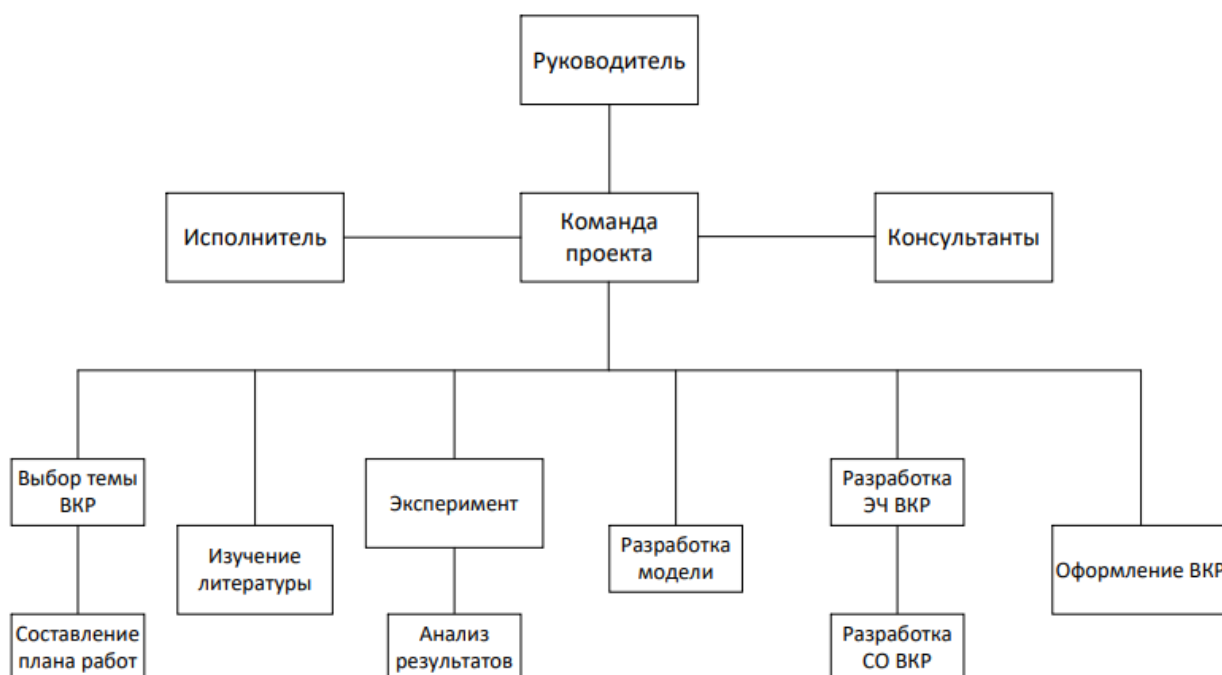 Руководитель
Исполнитель
Команда
проекта
Консультанты
Выбор темы
ВКР
Изучение
литературы
Эксперимент
Разработка
модели
Разработка
ЭЧ ВКР
Оформление ВКР
Составление
плана работ
Анализ
результатов
Разработка
СО ВКР